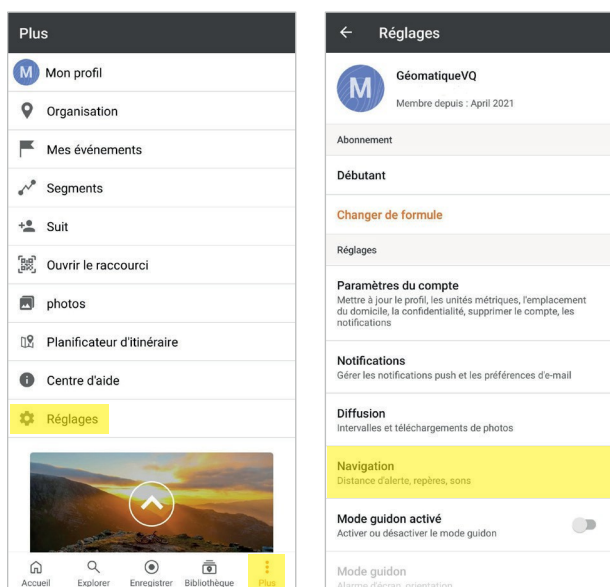 Plus
M
Mon profil
Organisation
Mes événements
Segments
Suit
Ouvrir le raccourci
photos
Planificateur d'itinéraire
Centre d'aide
Réglages
Accueil
Explorer
Enregistrer
Bibliothèque
Plus
Réglages
M
GéomatiqueVQ
Membre depuis : April 2021
Abonnement
Débutant
Changer de formule
Réglages
Paramètres du compte
Mettre à jour le profil, les unités métriques, l'emplacement
du domicile, la confidentialité, supprimer le compte, les
notifications
Notifications
Gérer les notifications push et les préférences d'e-mail
Diffusion
Intervalles et téléchargements de photos
Navigation
Distance d'alerte, repères, sons
Mode guidon activé
Activer ou désactiver le mode guidon
Mode guidon
Alarme d'écran, orientation